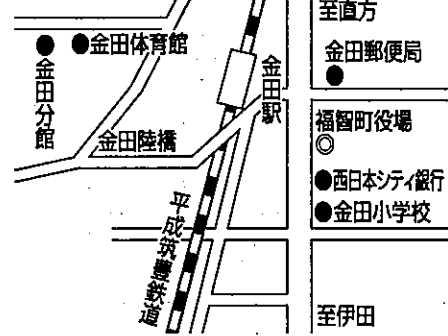 至直方
金田体育館
金田郵便局
金田分館
金田駅
福智町役場
金田陸橋
西日本シティ銀行
金田小学校
平成筑豊鉄道
至伊田